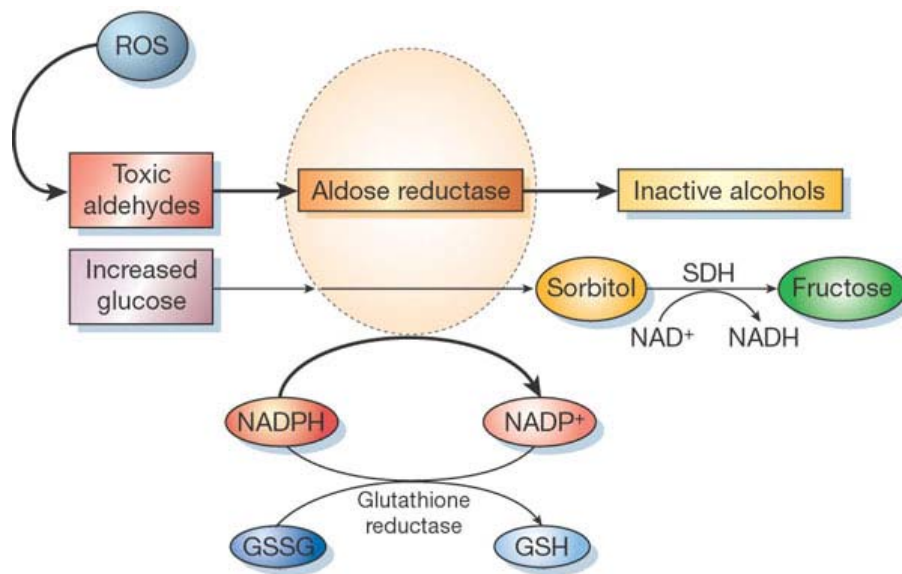 ROS
Toxic
aldehydes
Aldose reductase
Inactive alcohols
Increased
glucose
Sorbitol
SDH
Fructose
NAD⁺
NADH
NADPH
NADP⁺
Glutathione
reductase
GSSG
GSH